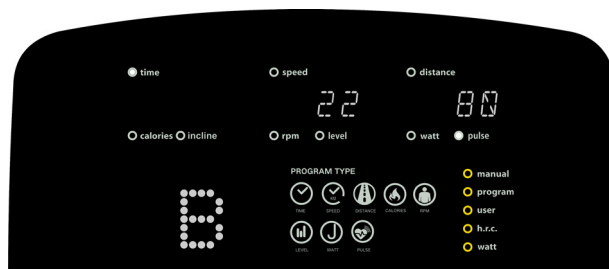 time speed distance
22 80
calories incline rpm level watt pulse
PROGRAM TYPE
manual
program
user
h.r.c.
watt
KM
TIME SPEED DISTANCE CALORIES RPM
LEVEL WATT PULSE
B